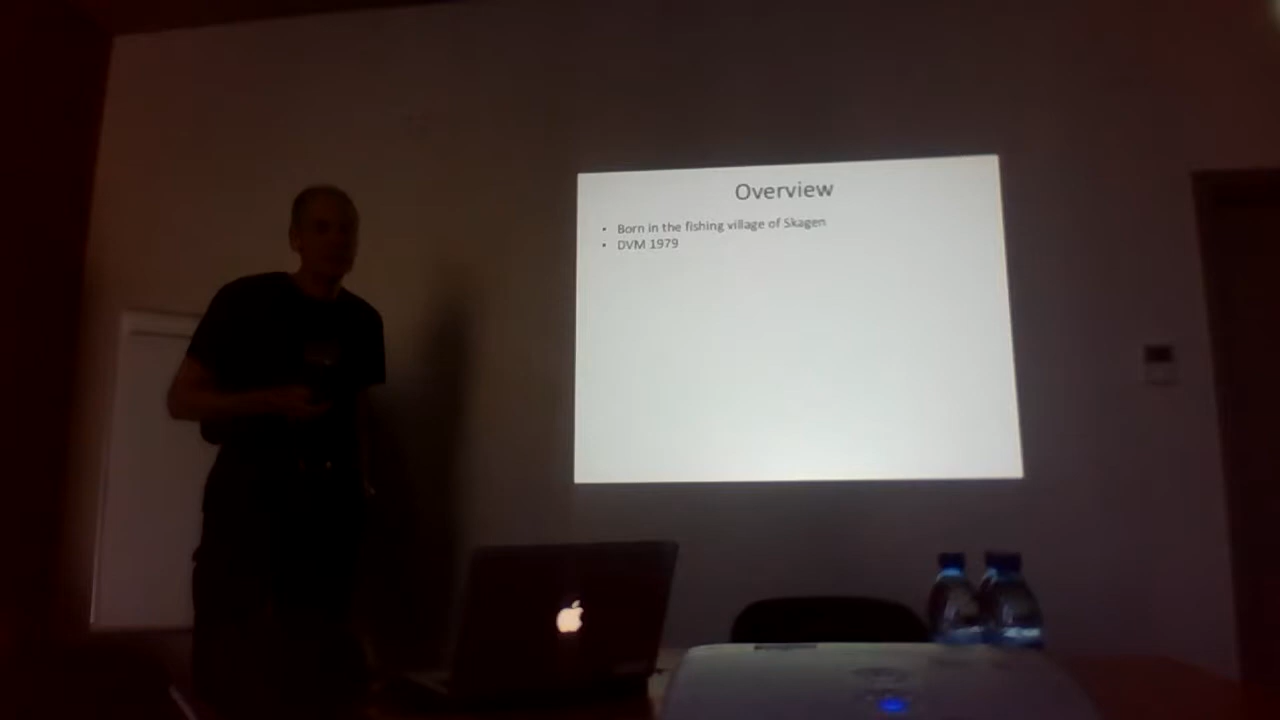 Overview
• Born in the fishing village of Skagen
• DVM 1979